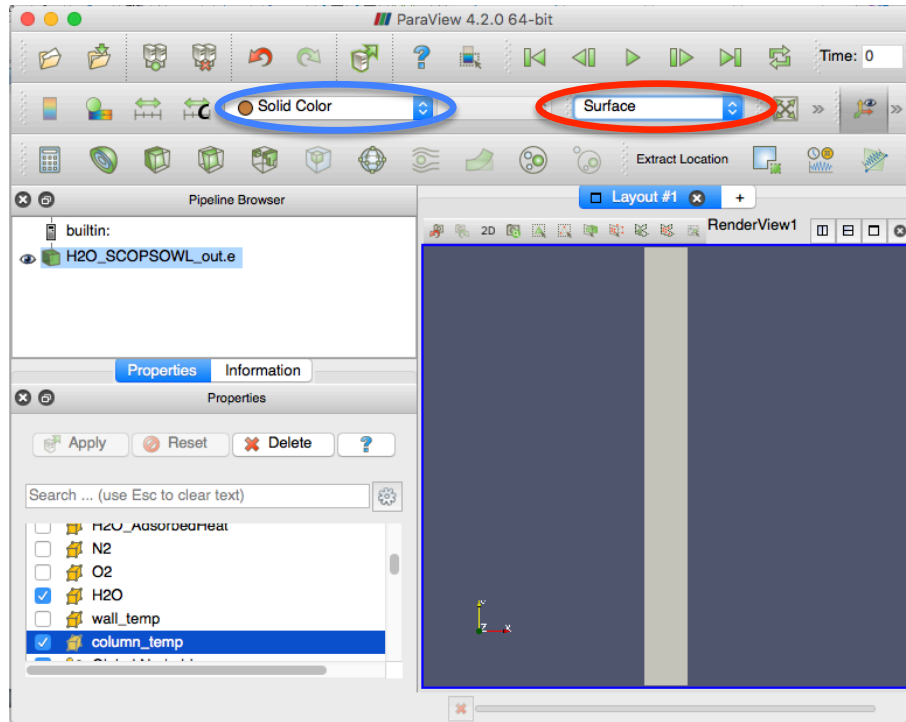 ParaView 4.2.0 64-bit
Time: 0
Solid Color
Surface
Extract Location
Pipeline Browser
Layout #1
+
builtin:
H2O_SCOPSOWL_out.e
2D
RenderView1
Properties
Information
Properties
Apply
Reset
Delete
?
Search ... (use Esc to clear text)
H2O_AdsorbedHeat
N2
O2
H2O
wall_temp
column_temp
Y
Z
X